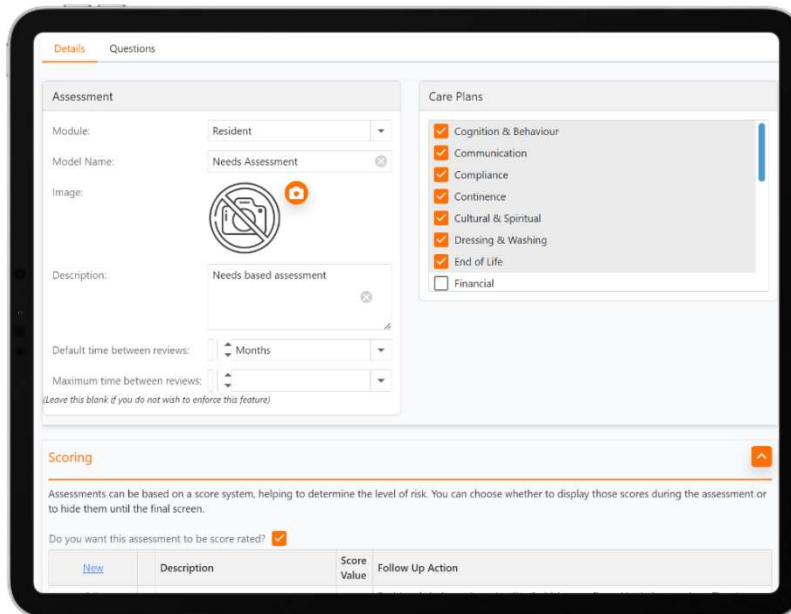 Details Questions
Assessment
Module: Resident
Model Name: Needs Assessment
Image:
Description: Needs based assessment
Default time between reviews: Months
Maximum time between reviews:
(Leave this blank if you do not wish to enforce this feature)
Care Plans
Cognition & Behaviour
Communication
Compliance
Continence
Cultural & Spiritual
Dressing & Washing
End of Life
Financial
Scoring
Assessments can be based on a score system, helping to determine the level of risk. You can choose whether to display those scores during the assessment or
to hide them until the final screen.
Do you want this assessment to be score rated?
New Description Score Value Follow Up Action